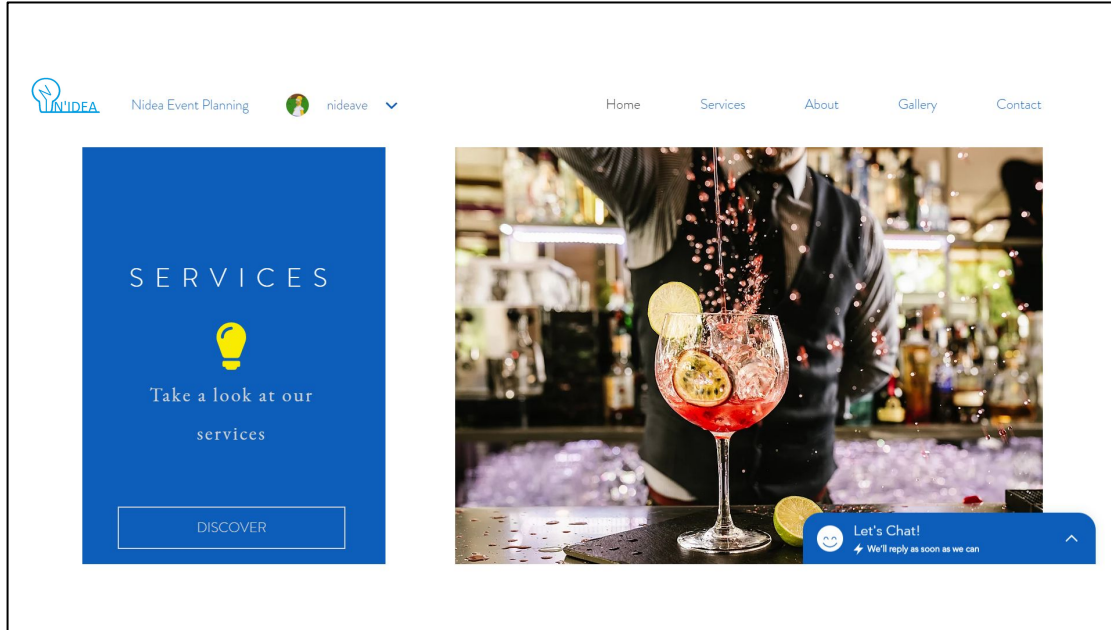 N'IDEA
Nidea Event Planning
nideave
Home
Services
About
Gallery
Contact
SERVICES
Take a look at our
services
DISCOVER
Let's Chat!
We'll reply as soon as we can